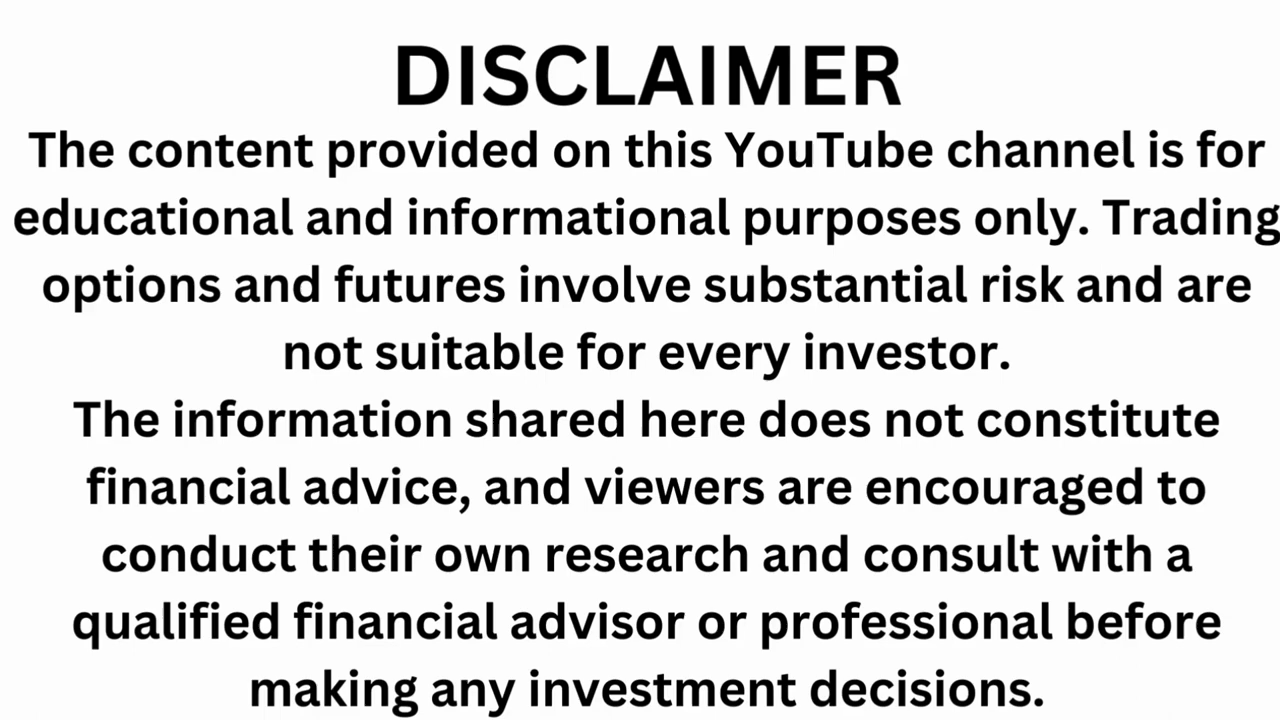 DISCLAIMER
The content provided on this YouTube channel is for
educational and informational purposes only. Trading
options and futures involve substantial risk and are
not suitable for every investor.
The information shared here does not constitute
financial advice, and viewers are encouraged to
conduct their own research and consult with a
qualified financial advisor or professional before
making any investment decisions.